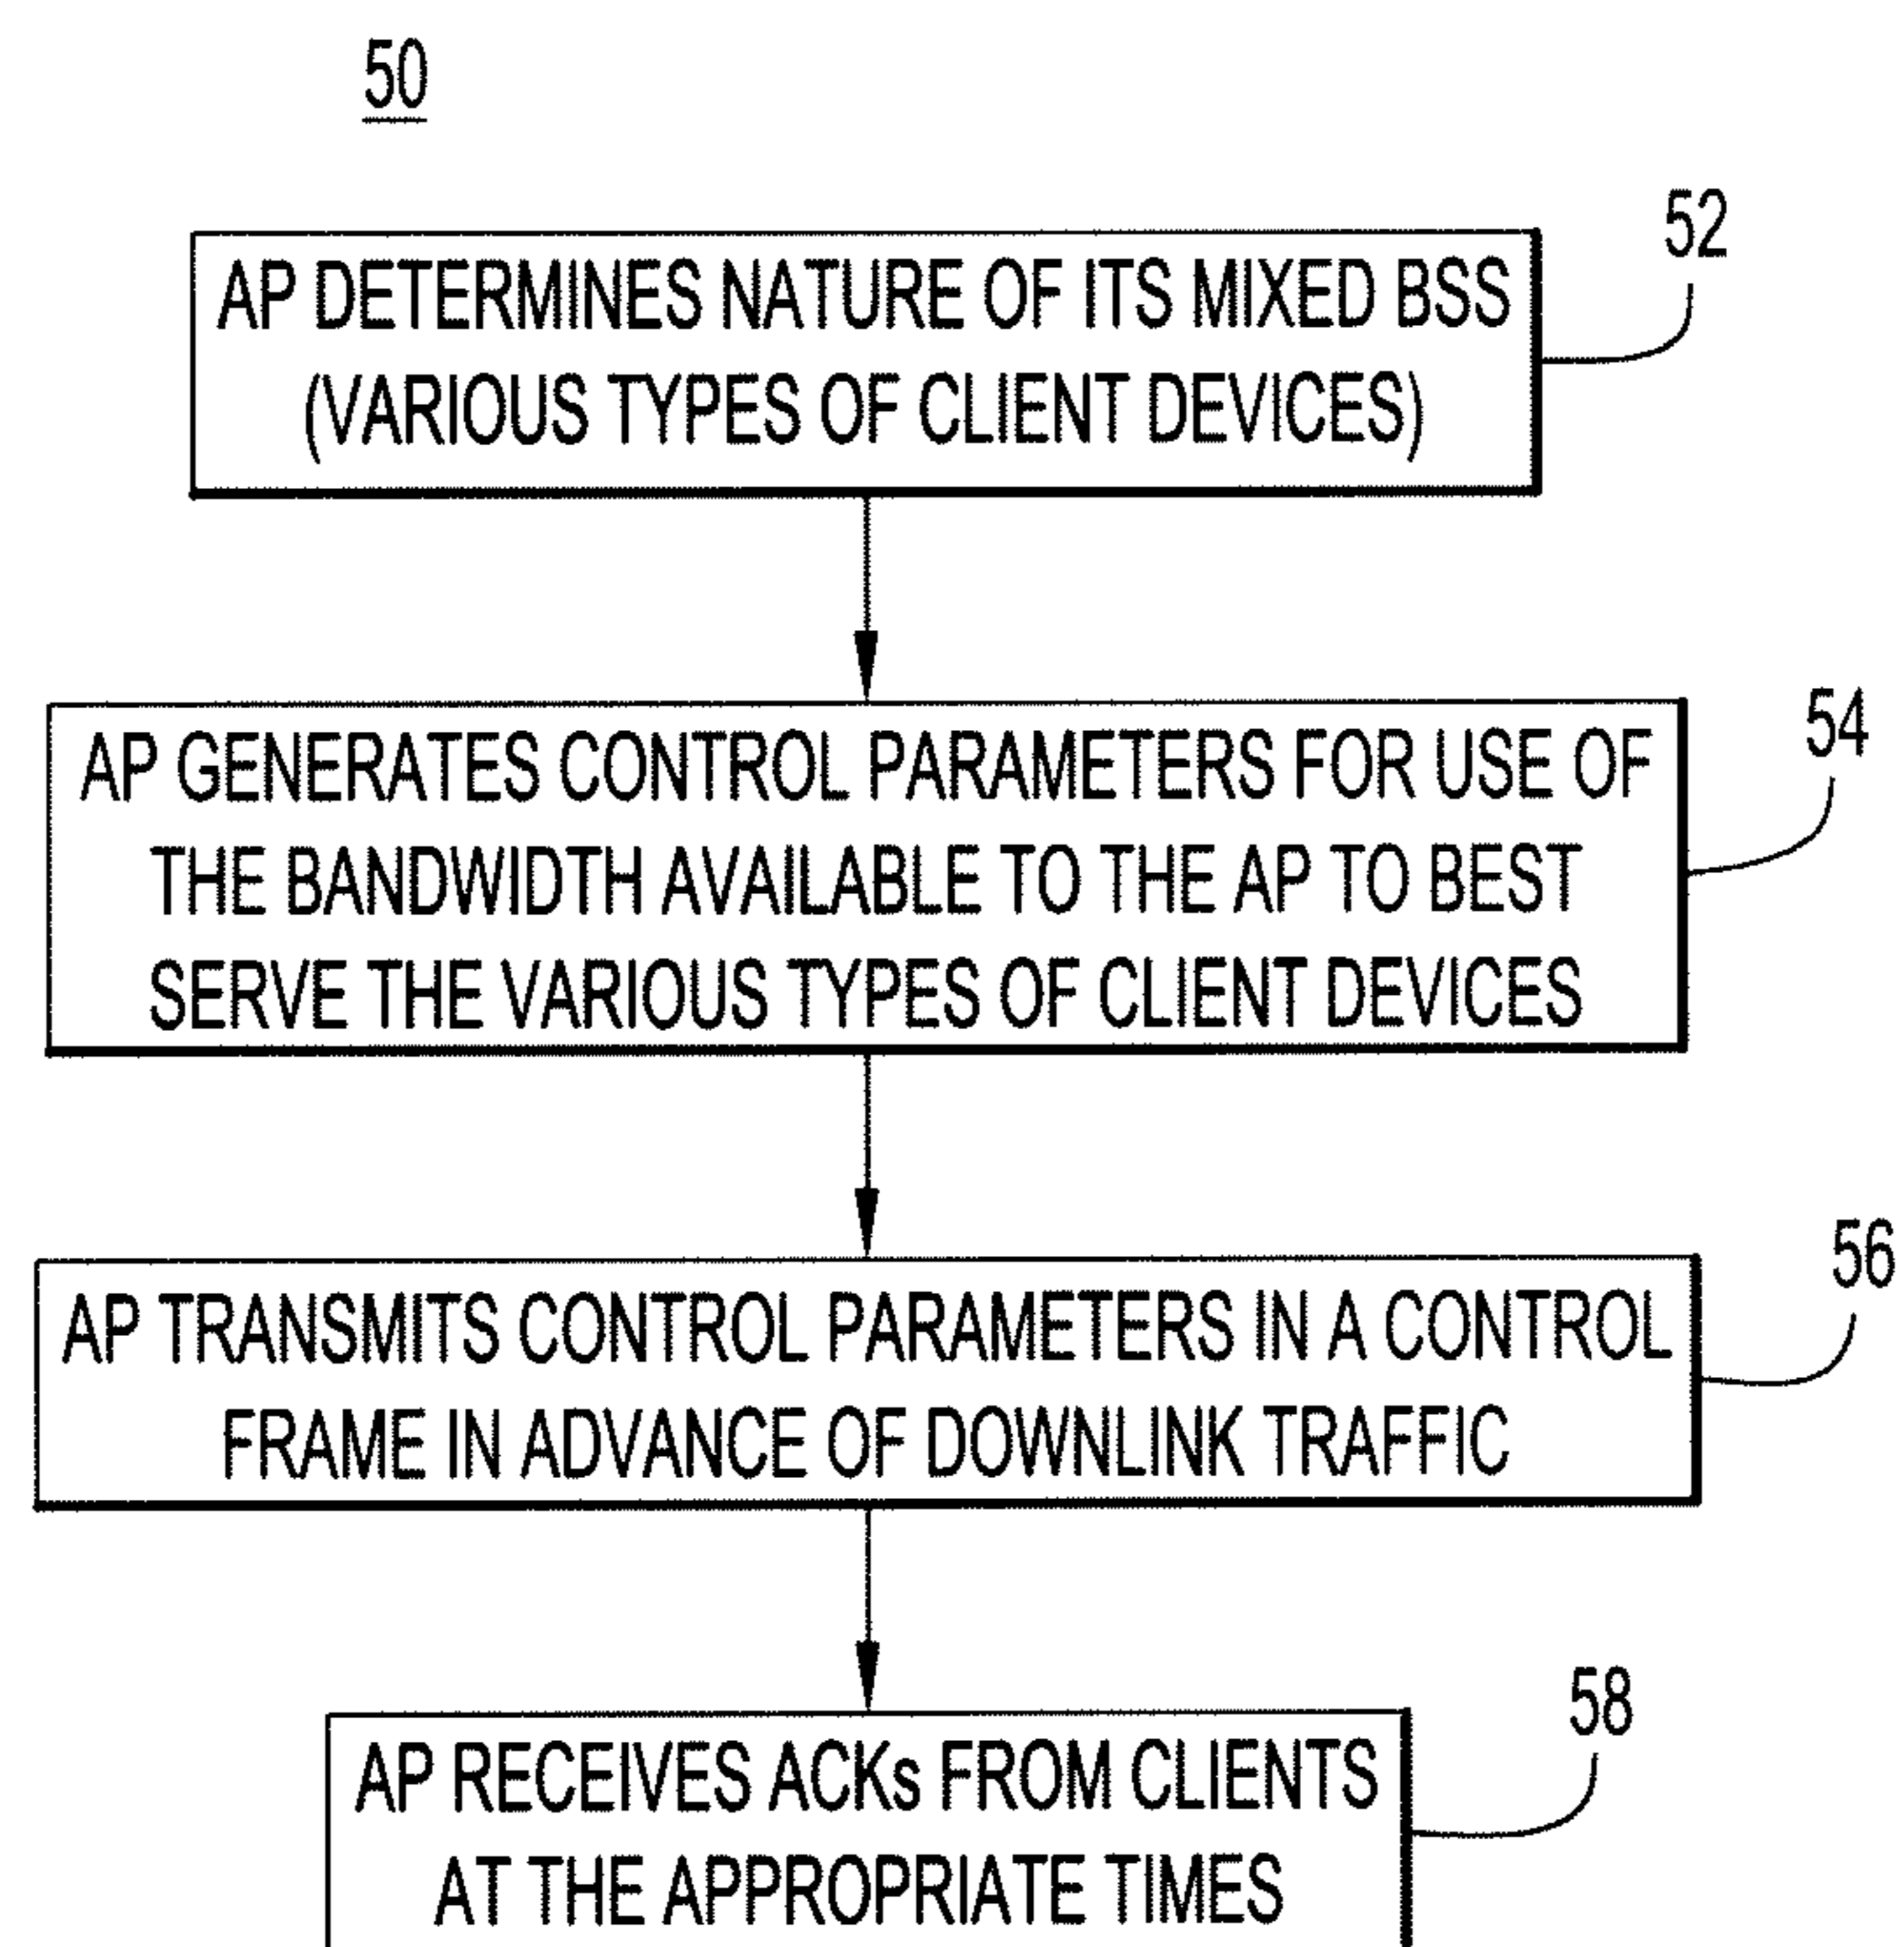 50
52
AP DETERMINES NATURE OF ITS MIXED BSS
(VARIOUS TYPES OF CLIENT DEVICES)
54
AP GENERATES CONTROL PARAMETERS FOR USE OF
THE BANDWIDTH AVAILABLE TO THE AP TO BEST
SERVE THE VARIOUS TYPES OF CLIENT DEVICES
56
AP TRANSMITS CONTROL PARAMETERS IN A CONTROL
FRAME IN ADVANCE OF DOWNLINK TRAFFIC
58
AP RECEIVES ACKs FROM CLIENTS
AT THE APPROPRIATE TIMES